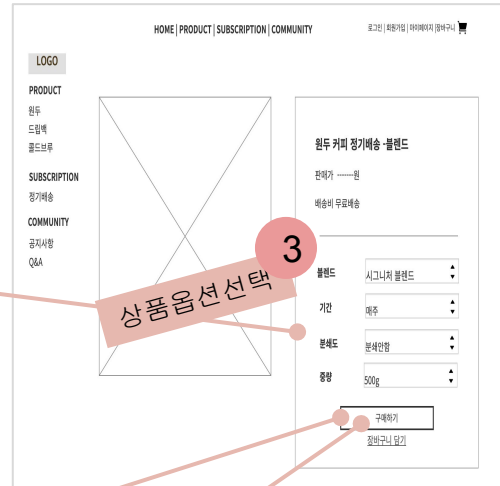 HOME | PRODUCT | SUBSCRIPTION | COMMUNITY
로그인 | 회원가입 | 마이페이지 |장바구니
LOGO
PRODUCT
원두
드립백
콜드브루
SUBSCRIPTION
정기배송
COMMUNITY
공지사항
Q&A
원두 커피 정기배송 -블렌드
판매가 -------원
배송비 무료배송
3
상품옵션선택
블렌드 시그니처 블렌드
기간 매주
분쇄도 분쇄안함
중량 500g
구매하기
장바구니 담기